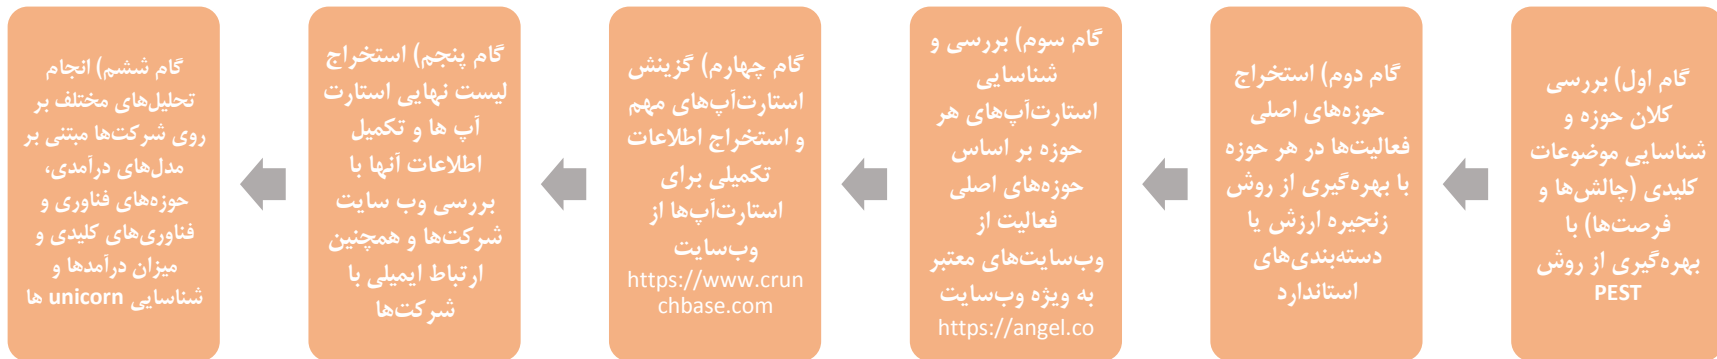 گام اول) بررسی
کلان حوزه و
شناسایی موضوعات
کلیدی (چالش‌ها و
فرصت‌ها) با
بهره‌گیری از روش
PEST
گام دوم) استخراج
حوزه‌های اصلی
فعالیت‌ها در هر حوزه
با بهره‌گیری از روش
زنجیره ارزش یا
دسته‌بندی‌های
استاندارد
گام سوم) بررسی و
شناسایی
استارت‌آپ‌های هر
حوزه بر اساس
حوزه‌های اصلی
فعالیت از
وب‌سایت‌های معتبر
به ویژه وب‌سایت
https://angel.co
گام چهارم) گزینش
استارت‌آپ‌های مهم
و استخراج اطلاعات
تکمیلی برای
استارت‌آپ‌ها از
وب‌سایت
https://www.crun
chbase.com
گام پنجم) استخراج
لیست نهایی استارت
آپ ها و تکمیل
اطلاعات آنها با
بررسی وب سایت
شرکت‌ها و همچنین
ارتباط ایمیلی با
شرکت‌ها
گام ششم) انجام
تحلیل‌های مختلف بر
روی شرکت‌ها مبتنی بر
مدل‌های درآمدی،
حوزه‌های فناوری و
فناوری‌های کلیدی و
میزان درآمدها و
شناسایی unicorn ها